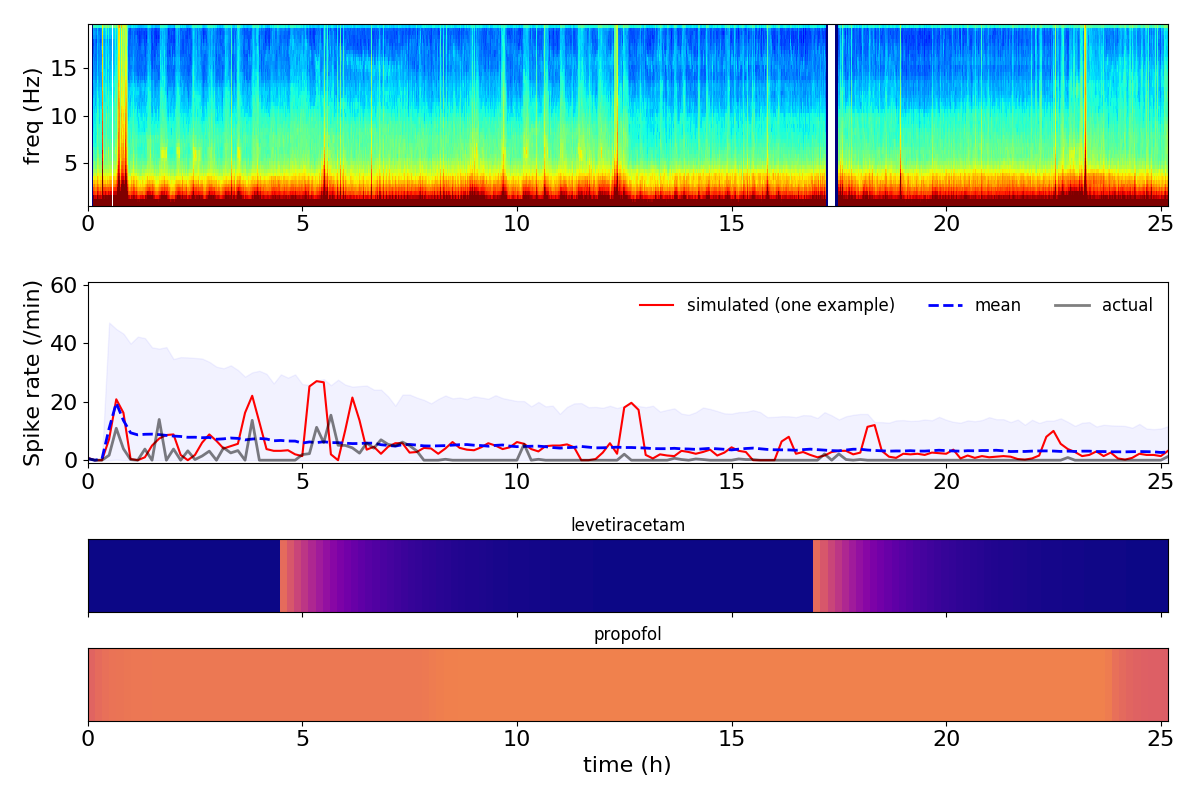 freq (Hz)
15
10
5
0 5 10 15 20 25
Spike rate (/min)
60
40
20
0
simulated (one example) mean actual
0 5 10 15 20 25
levetiracetam
propofol
0 5 10 15 20 25
time (h)